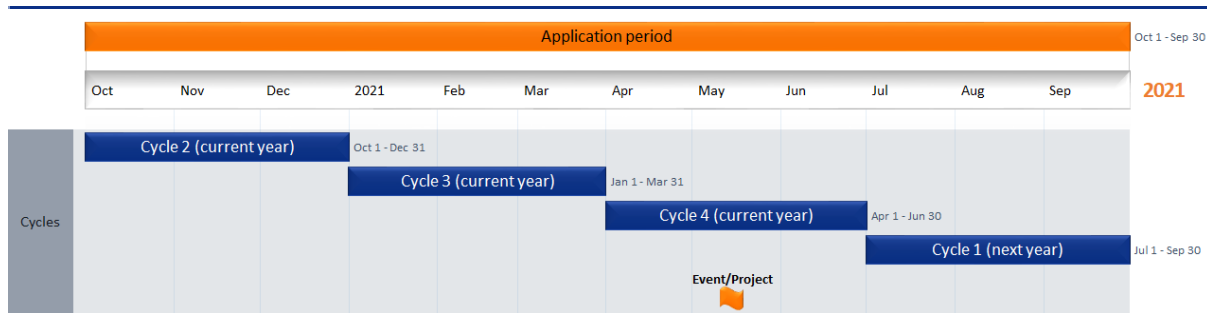 Application period
Oct 1 - Sep 30
Oct Nov Dec 2021 Feb Mar Apr May Jun Jul Aug Sep
2021
Cycle 2 (current year)
Oct 1 - Dec 31
Cycle 3 (current year)
Jan 1 - Mar 31
Cycles
Cycle 4 (current year)
Apr 1 - Jun 30
Cycle 1 (next year)
Jul 1 - Sep 30
Event/Project